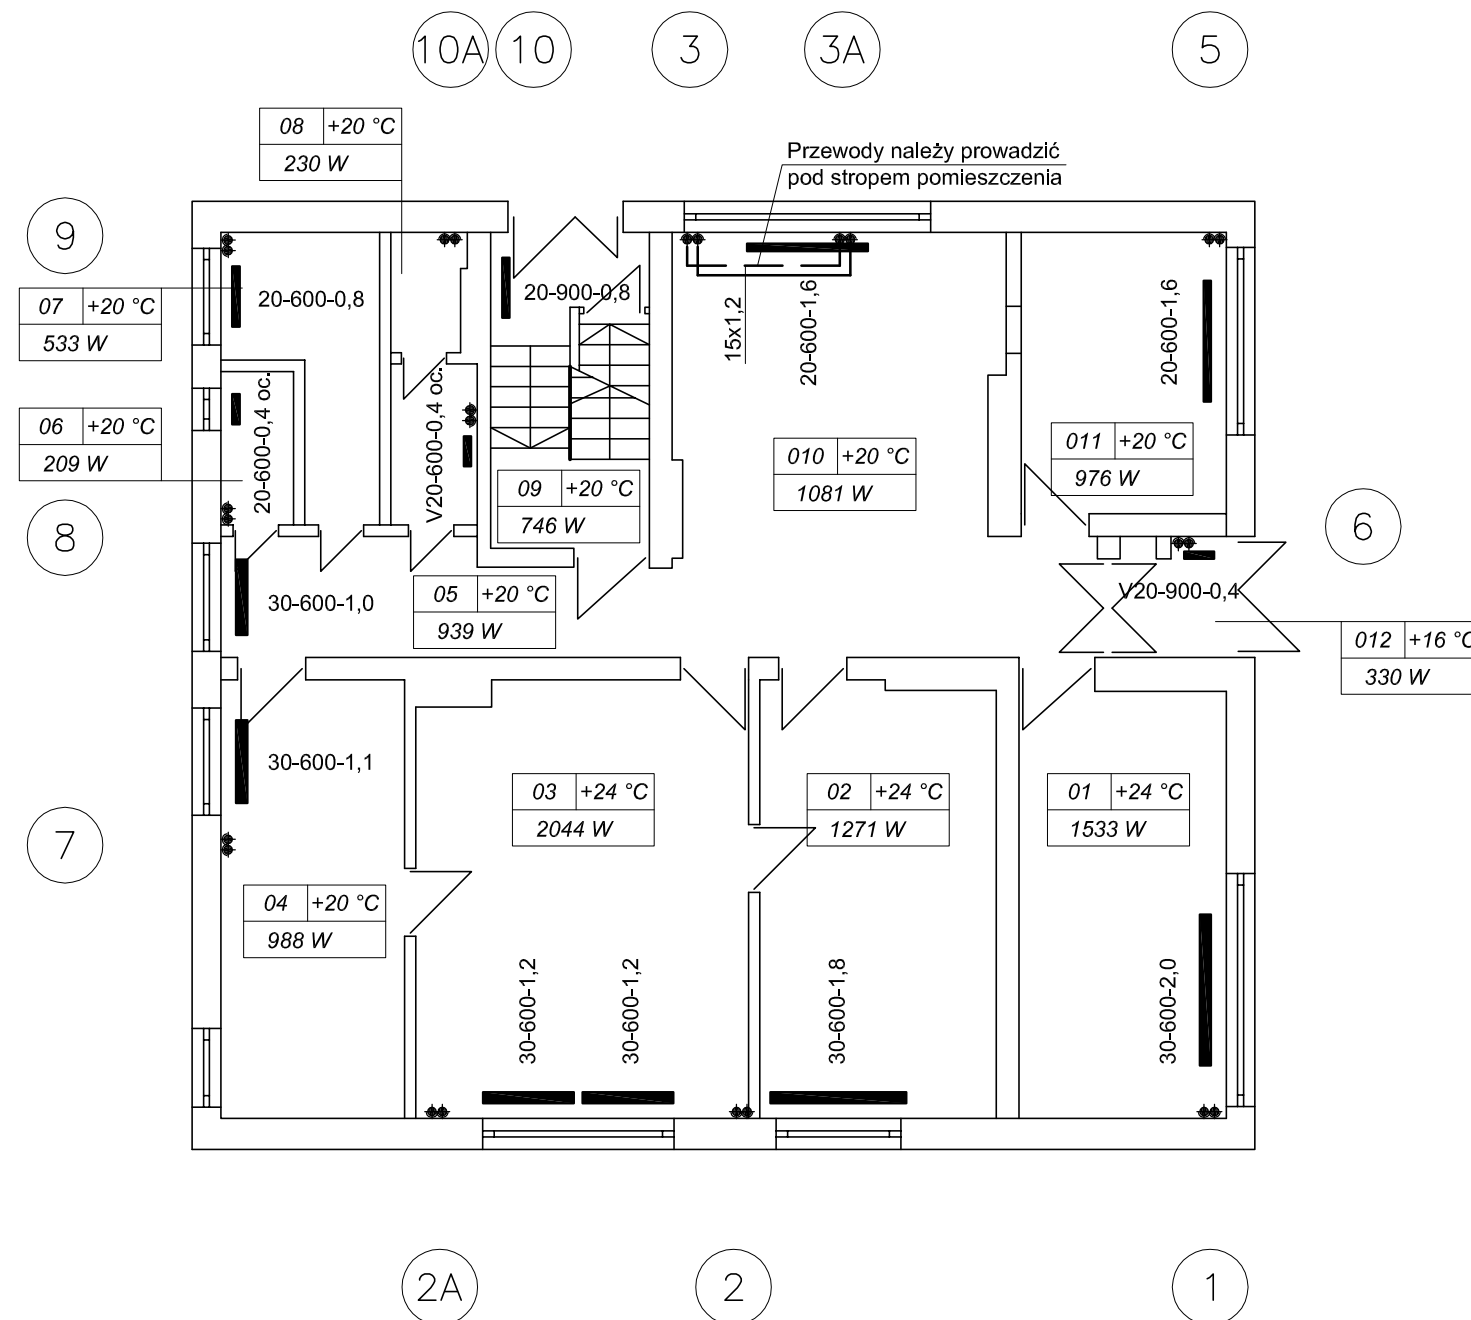 10A
10
3
3A
5
08 +20 °C
230 W
Przewody należy prowadzić
pod stropem pomieszczenia
9
07 +20 °C
533 W
20-600-0,8
20-900-0,8
15x1,2
20-600-1,6
20-600-1,6
06 +20 °C
209 W
20-600-0,4 oc.
V20-600-0,4 oc.
09 +20 °C
746 W
010 +20 °C
1081 W
011 +20 °C
976 W
8
6
30-600-1,0
05 +20 °C
939 W
V20-900-0,4
012 +16 °C
330 W
30-600-1,1
03 +24 °C
2044 W
02 +24 °C
1271 W
01 +24 °C
1533 W
7
04 +20 °C
988 W
30-600-1,2
30-600-1,2
30-600-1,8
30-600-2,0
2A
2
1